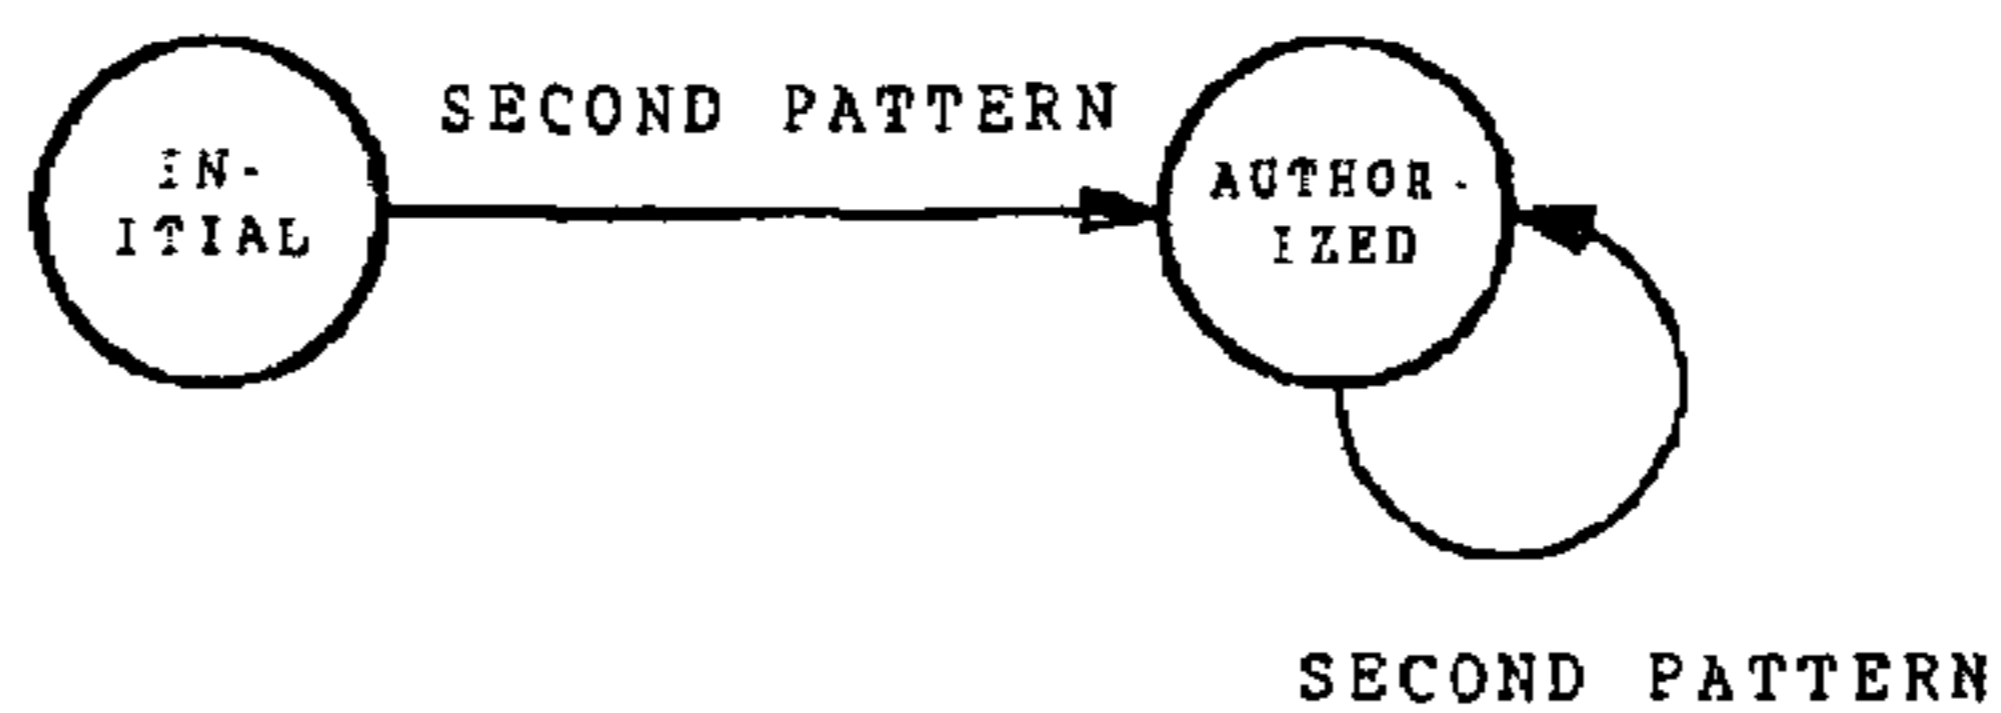 SECOND PATTERN
IN-
ITIAL
AUTHOR-
IZED
SECOND PATTERN